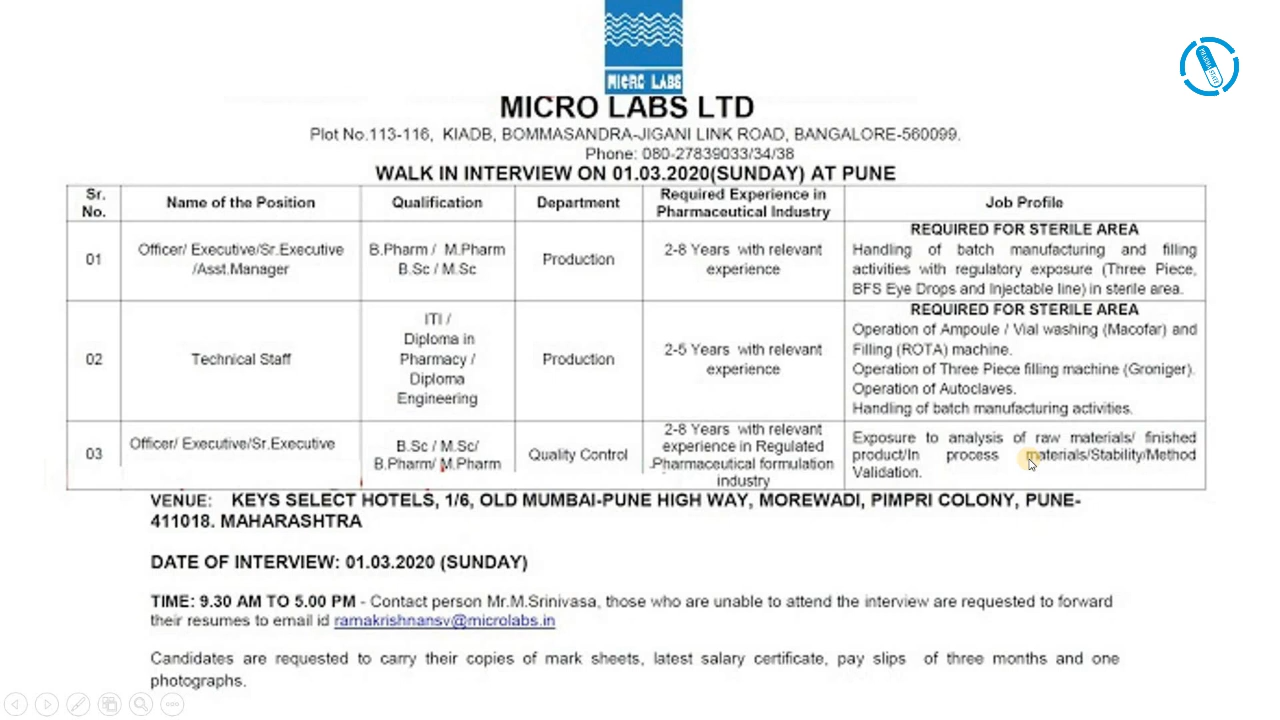 MICRO LABS
PHARMA STATE
MICRO LABS LTD
Plot No.113-116, KIADB, BOMMASANDRA-JIGANI LINK ROAD, BANGALORE-560099.
Phone: 080-27839033/34/38
WALK IN INTERVIEW ON 01.03.2020(SUNDAY) AT PUNE
Sr.
No.
Name of the Position
Qualification
Department
Required Experience in
Pharmaceutical Industry
Job Profile
01
Officer/ Executive/Sr.Executive
/Asst.Manager
B.Pharm / M.Pharm
B.Sc / M.Sc
Production
2-8 Years with relevant
experience
REQUIRED FOR STERILE AREA
Handling of batch manufacturing and filling
activities with regulatory exposure (Three Piece,
BFS Eye Drops and Injectable line) in sterile area.
02
Technical Staff
ITI /
Diploma in
Pharmacy /
Diploma
Engineering
Production
2-5 Years with relevant
experience
REQUIRED FOR STERILE AREA
Operation of Ampoule / Vial washing (Macofar) and
Filling (ROTA) machine.
Operation of Three Piece filling machine (Groniger).
Operation of Autoclaves.
Handling of batch manufacturing activities.
03
Officer/ Executive/Sr.Executive
B.Sc / M.Sc/
B.Pharm/ M.Pharm
Quality Control
2-8 Years with relevant
experience in Regulated
Pharmaceutical formulation
industry
Exposure to analysis of raw materials/ finished
product/In process materials/Stability/Method
Validation.
VENUE: KEYS SELECT HOTELS, 1/6, OLD MUMBAI-PUNE HIGH WAY, MOREWADI, PIMPRI COLONY, PUNE-
411018. MAHARASHTRA
DATE OF INTERVIEW: 01.03.2020 (SUNDAY)
TIME: 9.30 AM TO 5.00 PM - Contact person Mr.M.Srinivasa, those who are unable to attend the interview are requested to forward
their resumes to email id ramakrishnansv@microlabs.in
Candidates are requested to carry their copies of mark sheets, latest salary certificate, pay slips of three months and one
photographs.